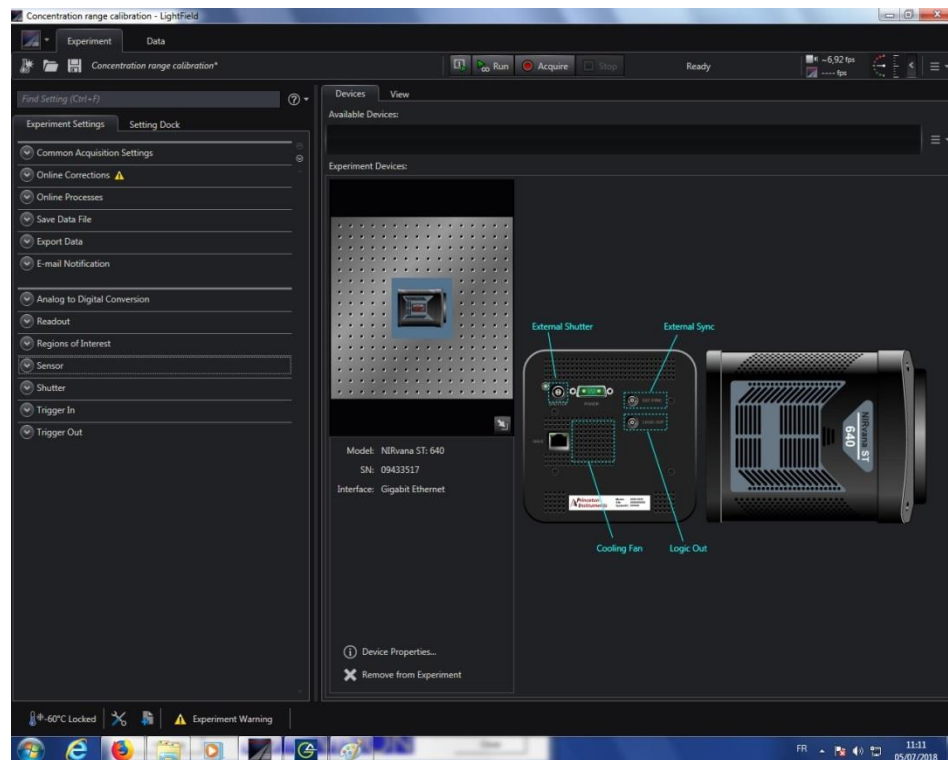 Concentration range calibration - LightField
Experiment Data
Concentration range calibration*
Run Acquire Stop Ready ~6,92 fps
---- fps
Find Setting (Ctrl+F)
Experiment Settings Setting Dock
Common Acquisition Settings
Online Corrections
Online Processes
Save Data File
Export Data
E-mail Notification
Analog to Digital Conversion
Readout
Regions of Interest
Sensor
Shutter
Trigger In
Trigger Out
Devices View
Available Devices:
Experiment Devices:
Model: NIRvana ST: 640
SN: 09433517
Interface: Gigabit Ethernet
Device Properties...
Remove from Experiment
External Shutter External Sync
POWER
Princeton
Instruments
Cooling Fan Logic Out
NIRvana ST
640
-60°C Locked Experiment Warning
FR 11:11
05/07/2018